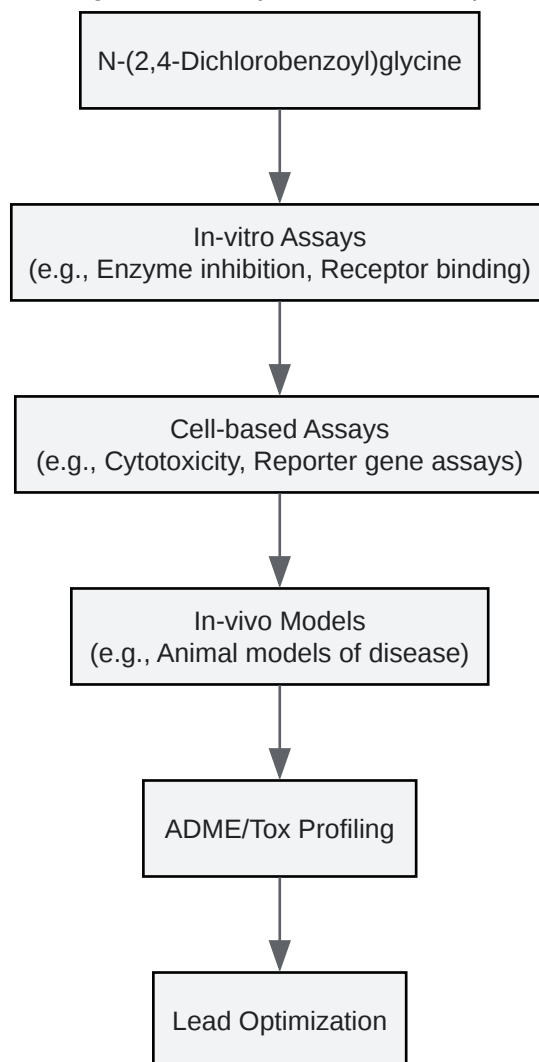 N-(2,4-Dichlorobenzoyl)glycine
In-vitro Assays
(e.g., Enzyme inhibition, Receptor binding)
Cell-based Assays
(e.g., Cytotoxicity, Reporter gene assays)
In-vivo Models
(e.g., Animal models of disease)
ADME/Tox Profiling
Lead Optimization